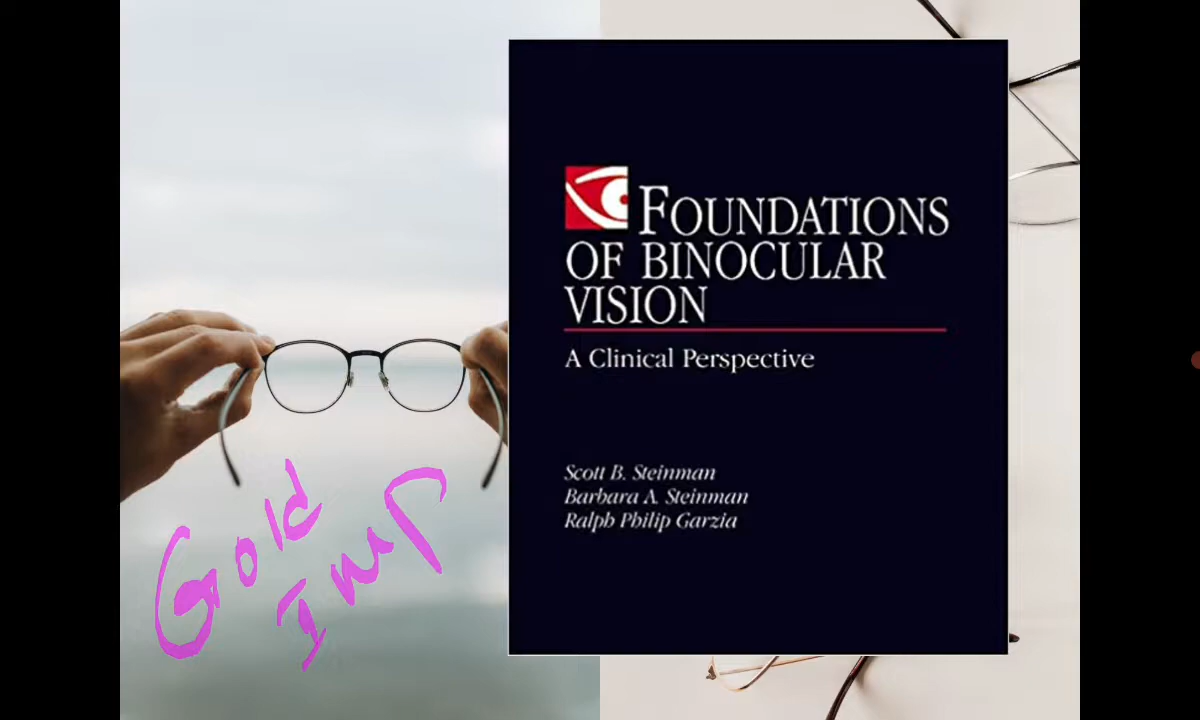 FOUNDATIONS
OF BINOCULAR
VISION
A Clinical Perspective
Scott B. Steinman
Barbara A. Steinman
Ralph Philip Garzia
Gold
Imp